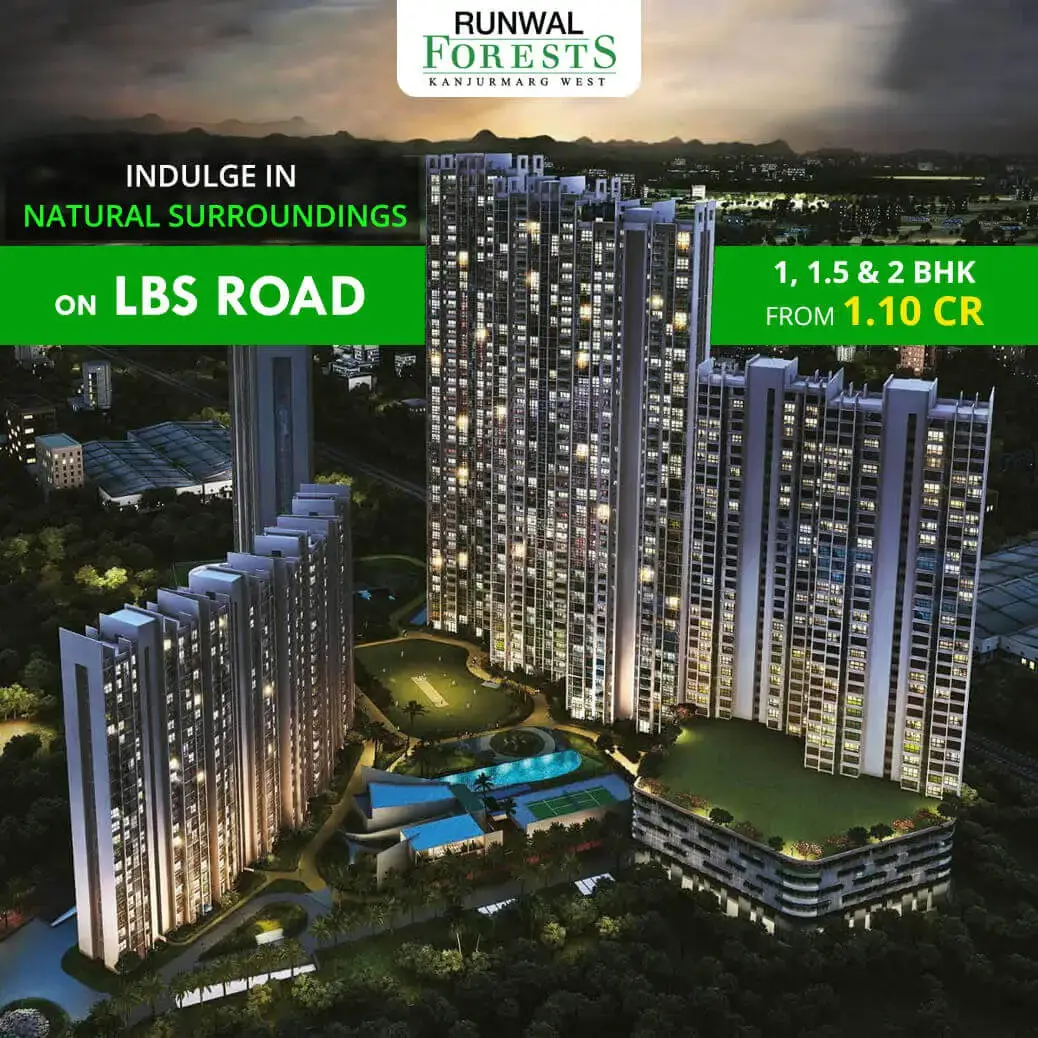 RUNWAL
FORESTS
KANJURMARG WEST
INDULGE IN
NATURAL SURROUNDINGS
ON LBS ROAD
1, 1.5 & 2 BHK
FROM 1.10 CR